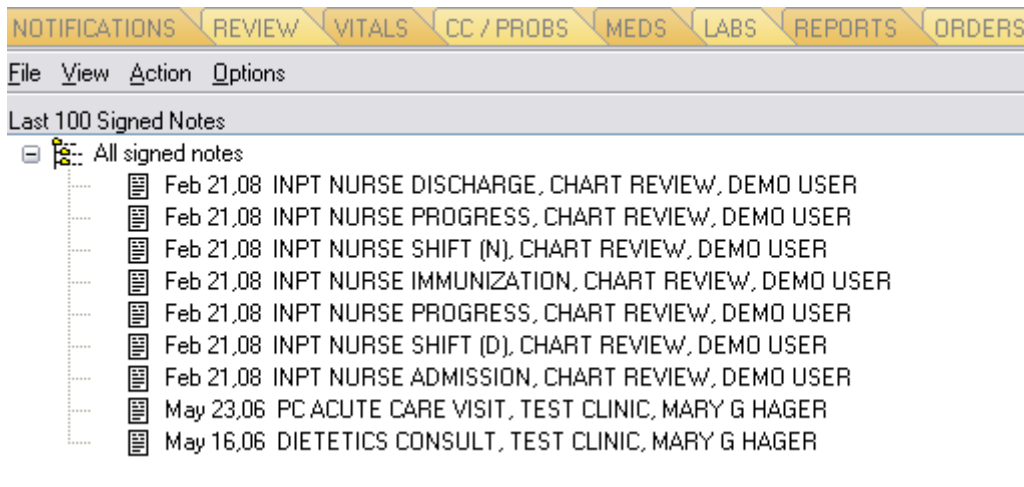 NOTIFICATIONS REVIEW VITALS CC / PROBS MEDS LABS REPORTS ORDERS
File View Action Options
Last 100 Signed Notes
All signed notes
Feb 21,08 INPT NURSE DISCHARGE, CHART REVIEW, DEMO USER
Feb 21,08 INPT NURSE PROGRESS, CHART REVIEW, DEMO USER
Feb 21,08 INPT NURSE SHIFT (N), CHART REVIEW, DEMO USER
Feb 21,08 INPT NURSE IMMUNIZATION, CHART REVIEW, DEMO USER
Feb 21,08 INPT NURSE PROGRESS, CHART REVIEW, DEMO USER
Feb 21,08 INPT NURSE SHIFT (D), CHART REVIEW, DEMO USER
Feb 21,08 INPT NURSE ADMISSION, CHART REVIEW, DEMO USER
May 23,06 PC ACUTE CARE VISIT, TEST CLINIC, MARY G HAGER
May 16,06 DIETETICS CONSULT, TEST CLINIC, MARY G HAGER